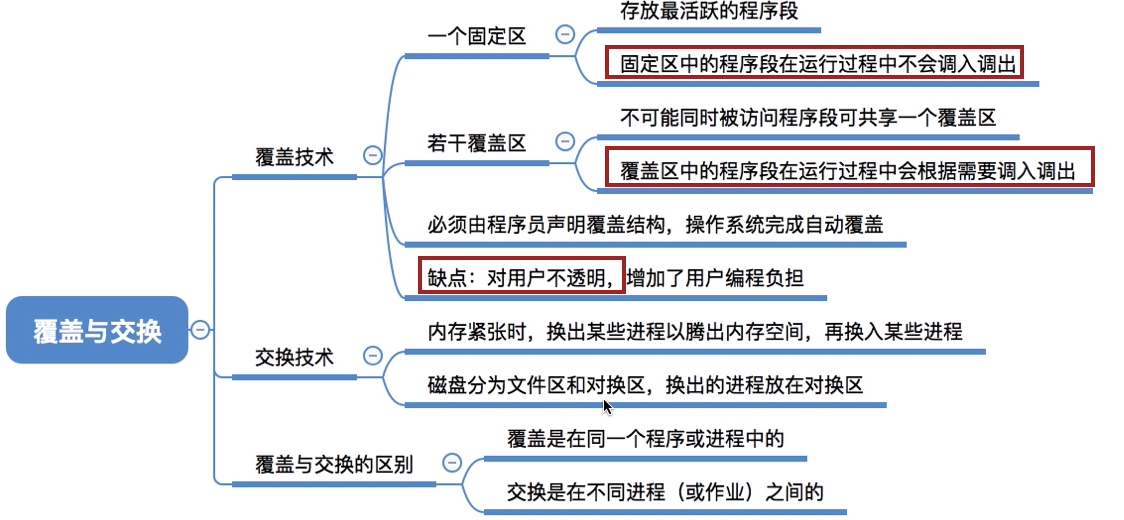 覆盖与交换
覆盖技术
一个固定区
存放最活跃的程序段
固定区中的程序段在运行过程中不会调入调出
若干覆盖区
不可能同时被访问程序段可共享一个覆盖区
覆盖区中的程序段在运行过程中会根据需要调入调出
必须由程序员声明覆盖结构，操作系统完成自动覆盖
缺点：对用户不透明，增加了用户编程负担
交换技术
内存紧张时，换出某些进程以腾出内存空间，再换入某些进程
磁盘分为文件区和对换区，换出的进程放在对换区
覆盖与交换的区别
覆盖是在同一个程序或进程中的
交换是在不同进程（或作业）之间的